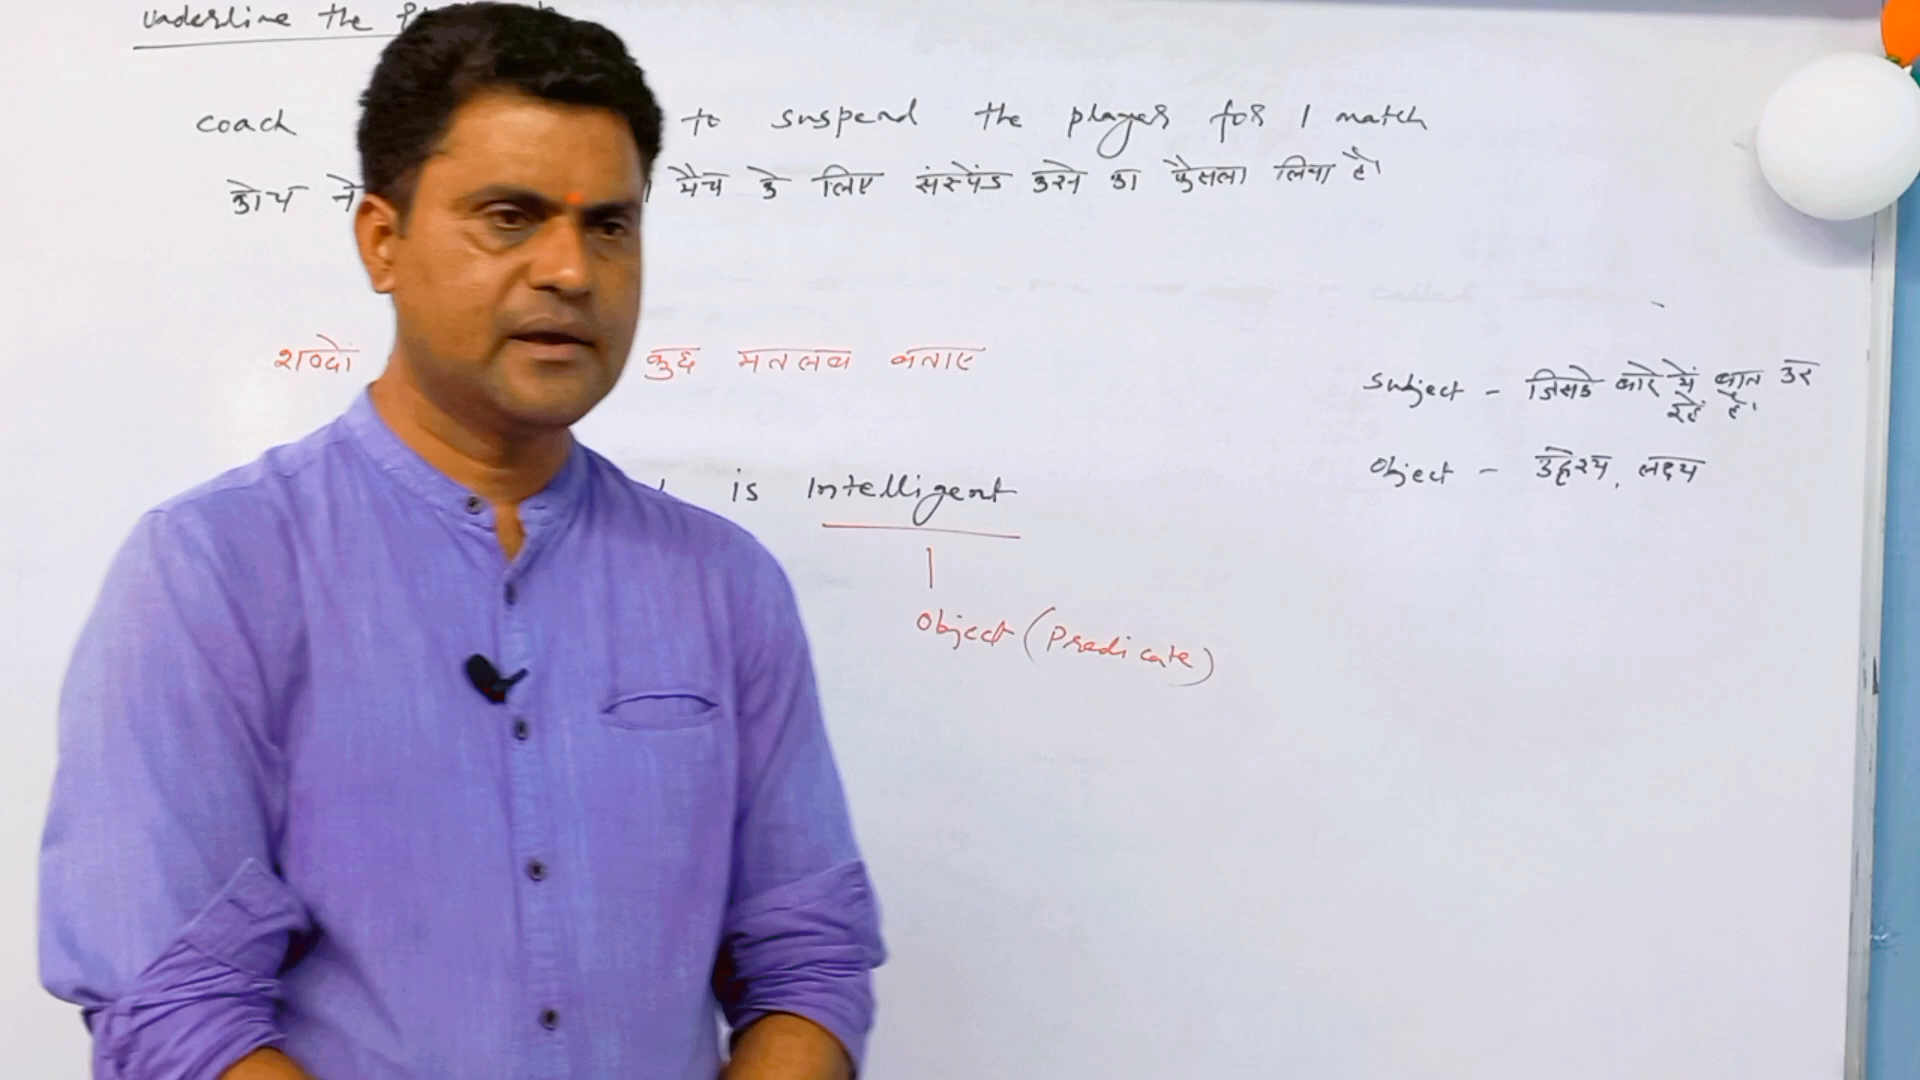 underline the
coach to suspend the player for 1 match
कोच ने मैच के लिए संस्पेंड करने का फैसला लिया है।
शब्दों कुछ मतलब बताए
subject - जिसके बारे में बात कर
रहे है।
is Intelligent
object - उद्देश्य, लक्ष्य
object (Predicate)